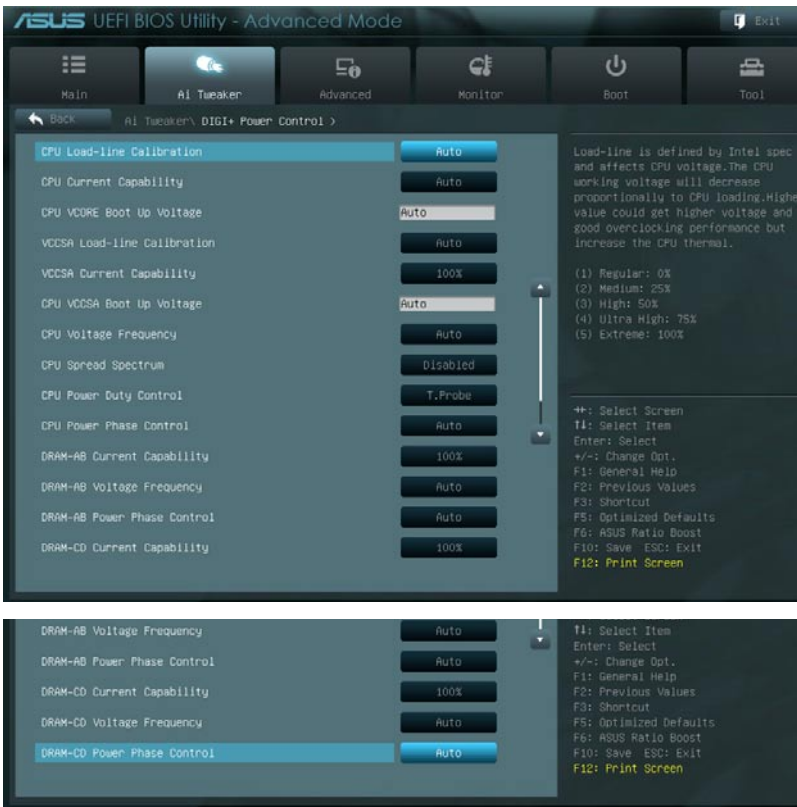 ASUS UEFI BIOS Utility - Advanced Mode
Exit
Main
Ai Tweaker
Advanced
Monitor
Boot
Tool
Back
Ai Tweaker\ DIGI+ Power Control >
CPU Load-line Calibration Auto
CPU Current Capability Auto
CPU VCORE Boot Up Voltage Auto
VCCSA Load-line Calibration Auto
VCCSA Current Capability 100%
CPU VCCSA Boot Up Voltage Auto
CPU Voltage Frequency Auto
CPU Spread Spectrum Disabled
CPU Power Duty Control T.Probe
CPU Power Phase Control Auto
DRAM-AB Current Capability 100%
DRAM-AB Voltage Frequency Auto
DRAM-AB Power Phase Control Auto
DRAM-CD Current Capability 100%
Load-line is defined by Intel spec
and affects CPU voltage.The CPU
working voltage will decrease
proportionally to CPU loading.Highe
value could get higher voltage and
good overclocking performance but
increase the CPU thermal.
(1) Regular: 0%
(2) Medium: 25%
(3) High: 50%
(4) Ultra High: 75%
(5) Extreme: 100%
→←: Select Screen
↑↓: Select Item
Enter: Select
+/-: Change Opt.
F1: General Help
F2: Previous Values
F3: Shortcut
F5: Optimized Defaults
F6: ASUS Ratio Boost
F10: Save ESC: Exit
F12: Print Screen
DRAM-AB Voltage Frequency Auto
DRAM-AB Power Phase Control Auto
DRAM-CD Current Capability 100%
DRAM-CD Voltage Frequency Auto
DRAM-CD Power Phase Control Auto
↑↓: Select Item
Enter: Select
+/-: Change Opt.
F1: General Help
F2: Previous Values
F3: Shortcut
F5: Optimized Defaults
F6: ASUS Ratio Boost
F10: Save ESC: Exit
F12: Print Screen